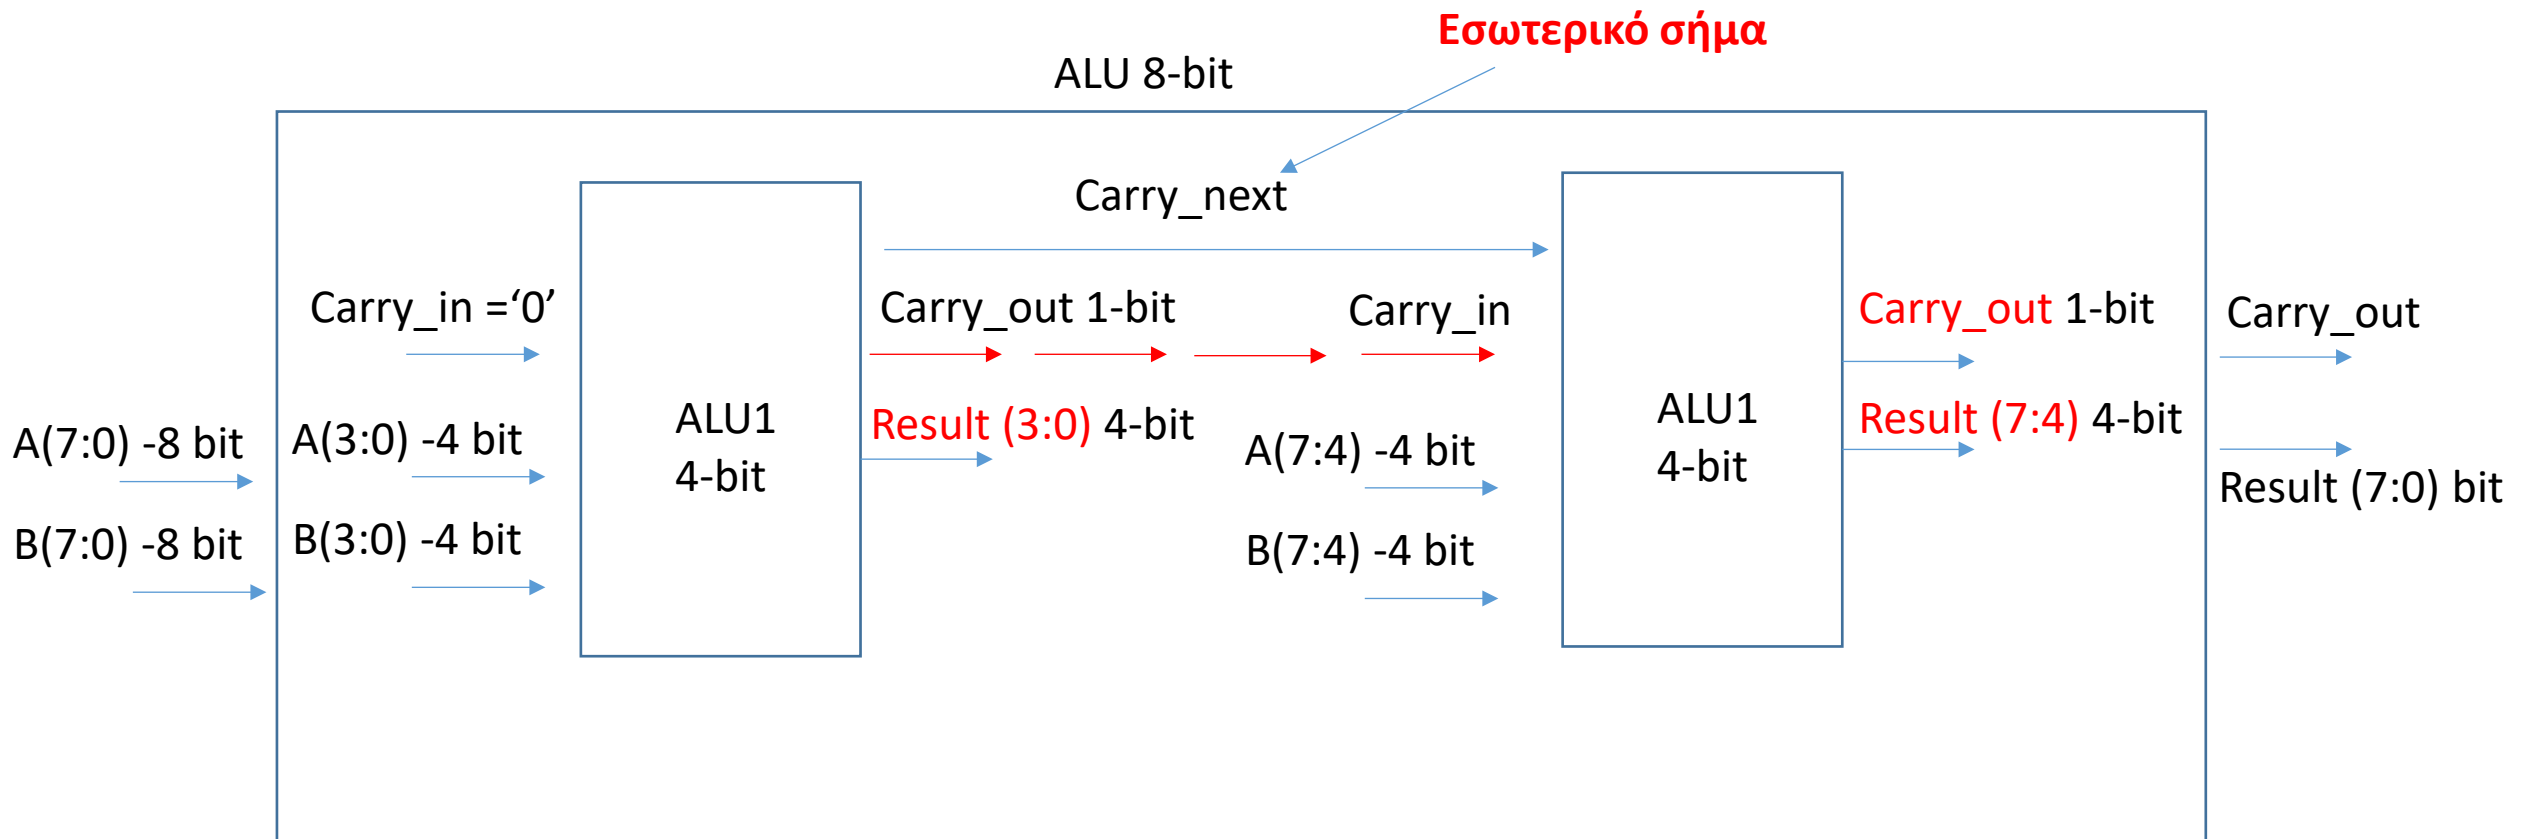 Εσωτερικό σήμα
ALU 8-bit
Carry_next
Carry_in =‘0’
Carry_out 1-bit
Carry_in
Carry_out 1-bit
Carry_out
A(7:0) -8 bit
A(3:0) -4 bit
ALU1
4-bit
Result (3:0) 4-bit
A(7:4) -4 bit
ALU1
4-bit
Result (7:4) 4-bit
Result (7:0) bit
B(7:0) -8 bit
B(3:0) -4 bit
B(7:4) -4 bit